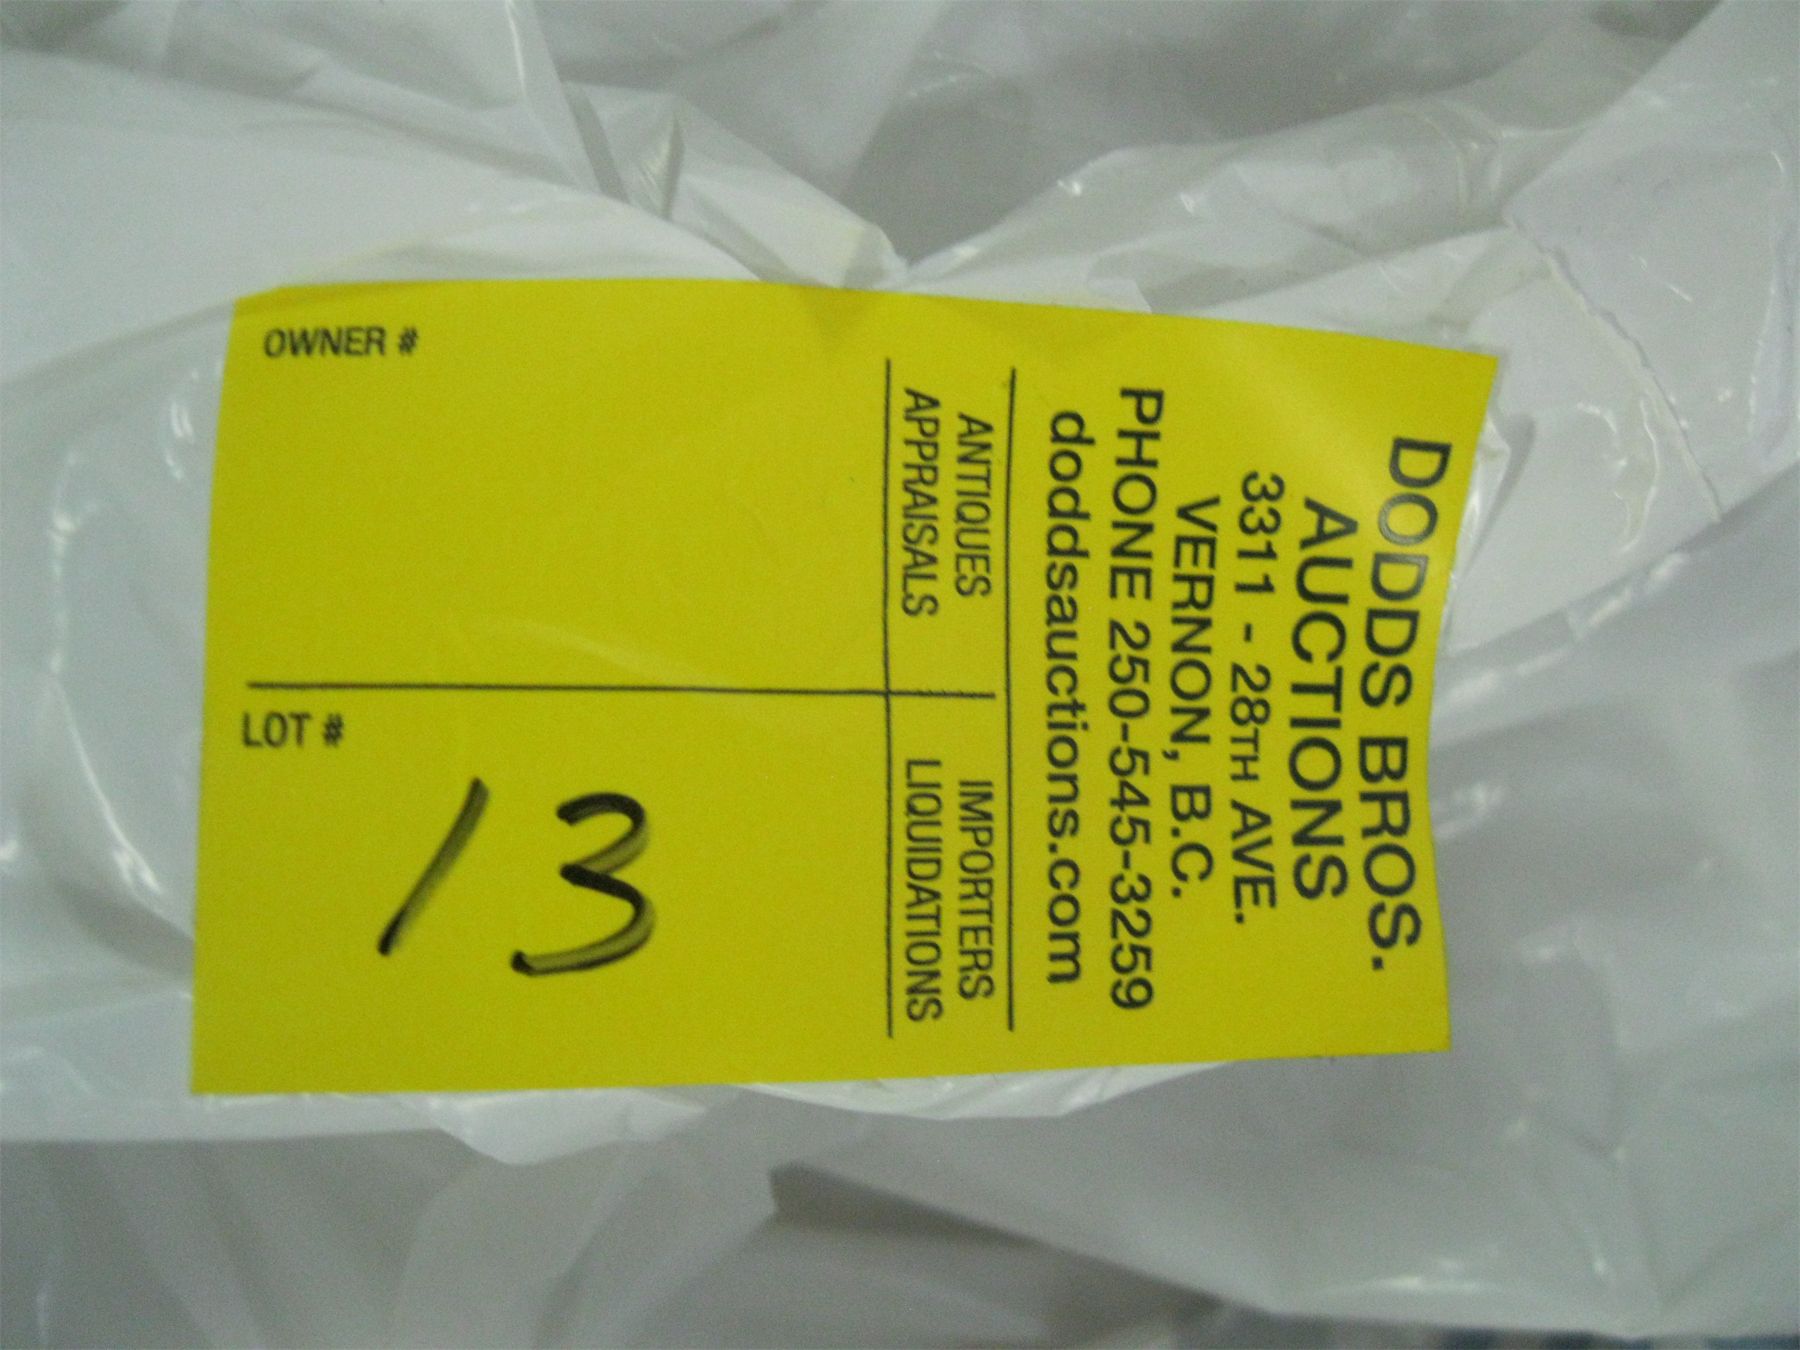 DODDS BROS.
AUCTIONS
3311 - 28TH AVE.
VERNON, B.C.
PHONE 250-545-3259
doddsauctions.com
ANTIQUES
APPRAISALS
IMPORTERS
LIQUIDATIONS
OWNER #
LOT #
13